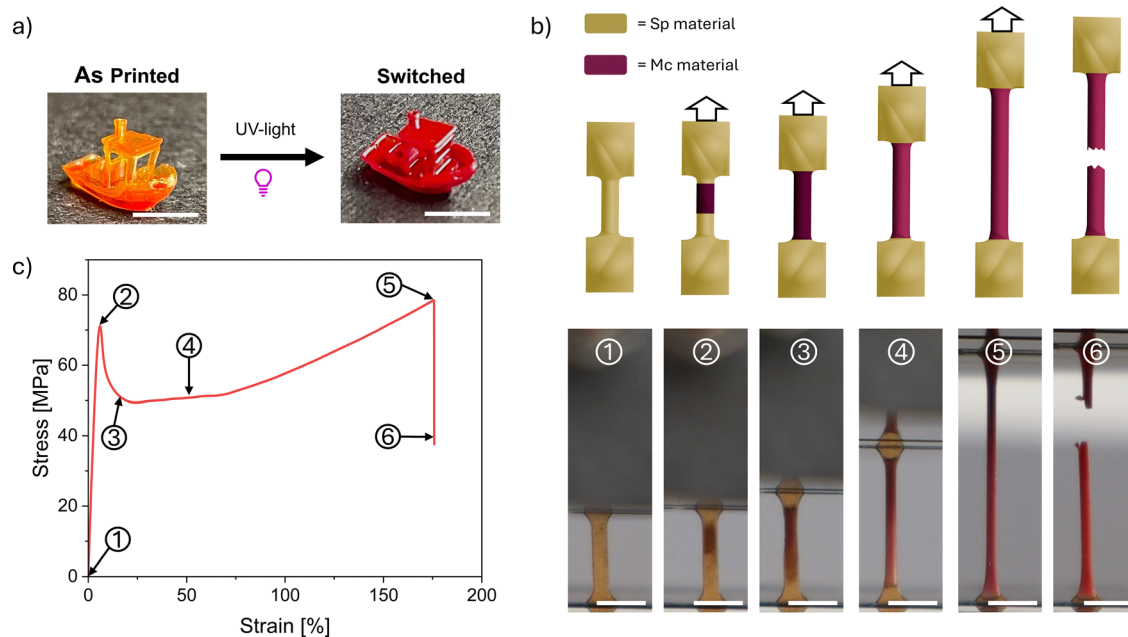 a)
As Printed
UV-light
Switched
b)
= Sp material
= Mc material
c)
Stress [MPa]
80
60
40
20
0
0
50
100
150
200
Strain [%]
①
②
③
④
⑤
⑥
①
②
③
④
⑤
⑥